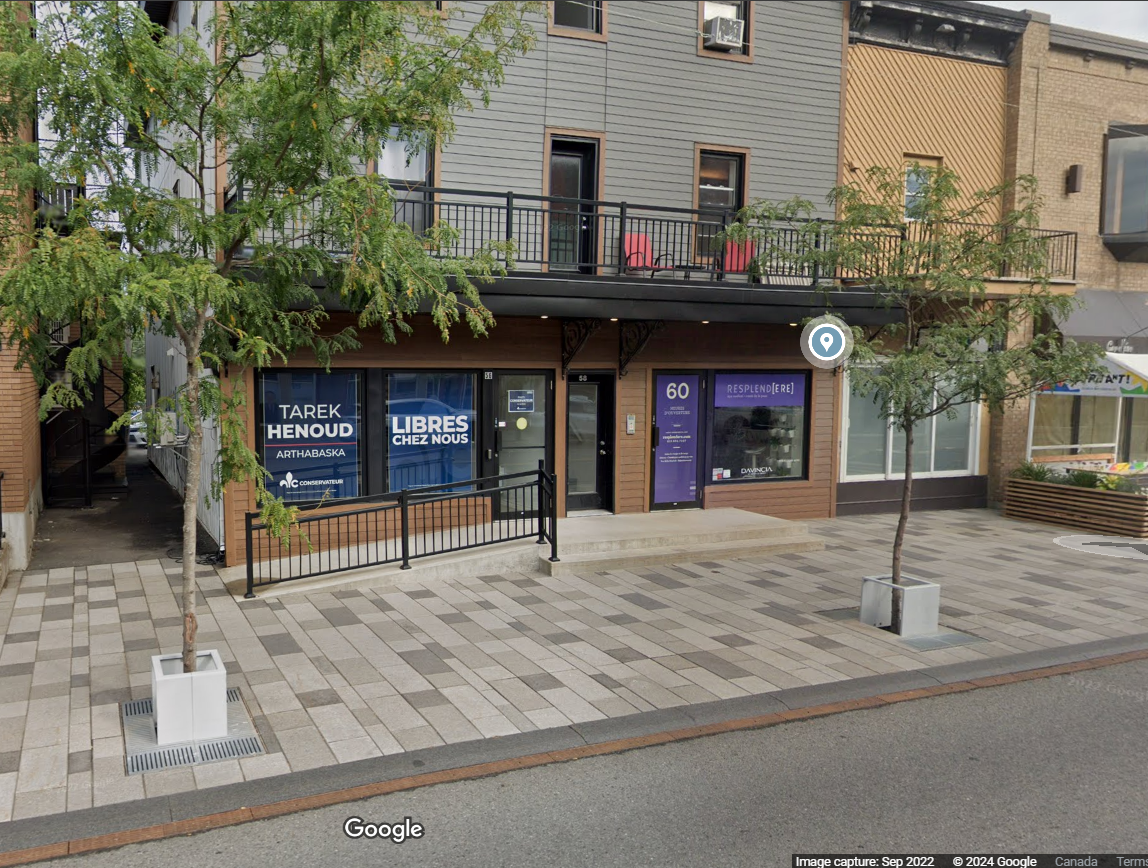 TAREK
HENOUD
ARTHABASKA
CONSERVATEUR
LIBRES
CHEZ NOUS
58
60
RESPLEND[ERE]
DAVINCIA
Google
Image capture: Sep 2022 © 2024 Google Canada Terms